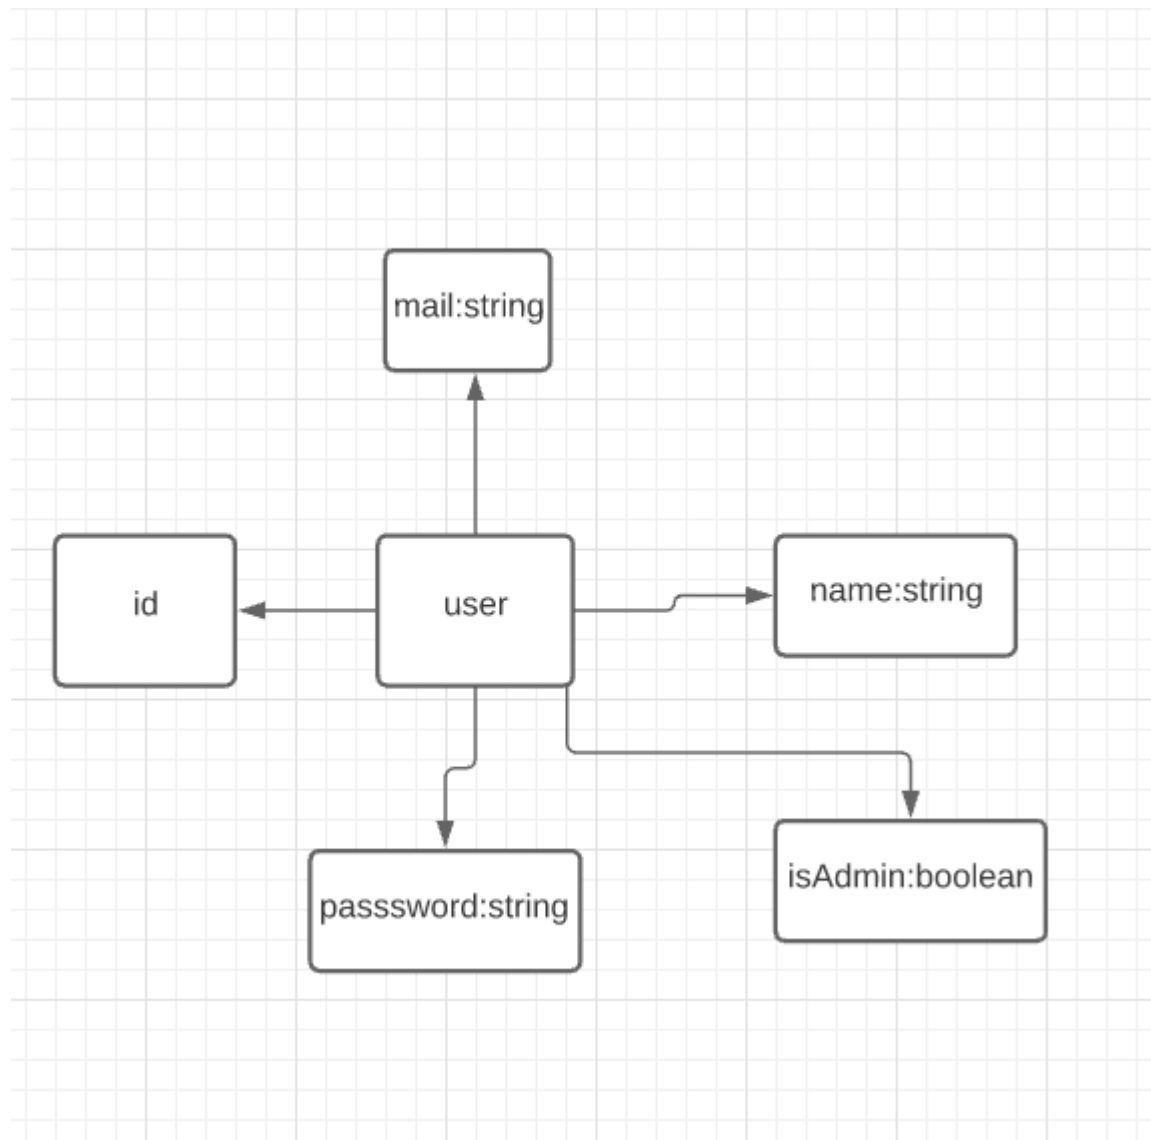 mail:string
id
user
name:string
passsword:string
isAdmin:boolean